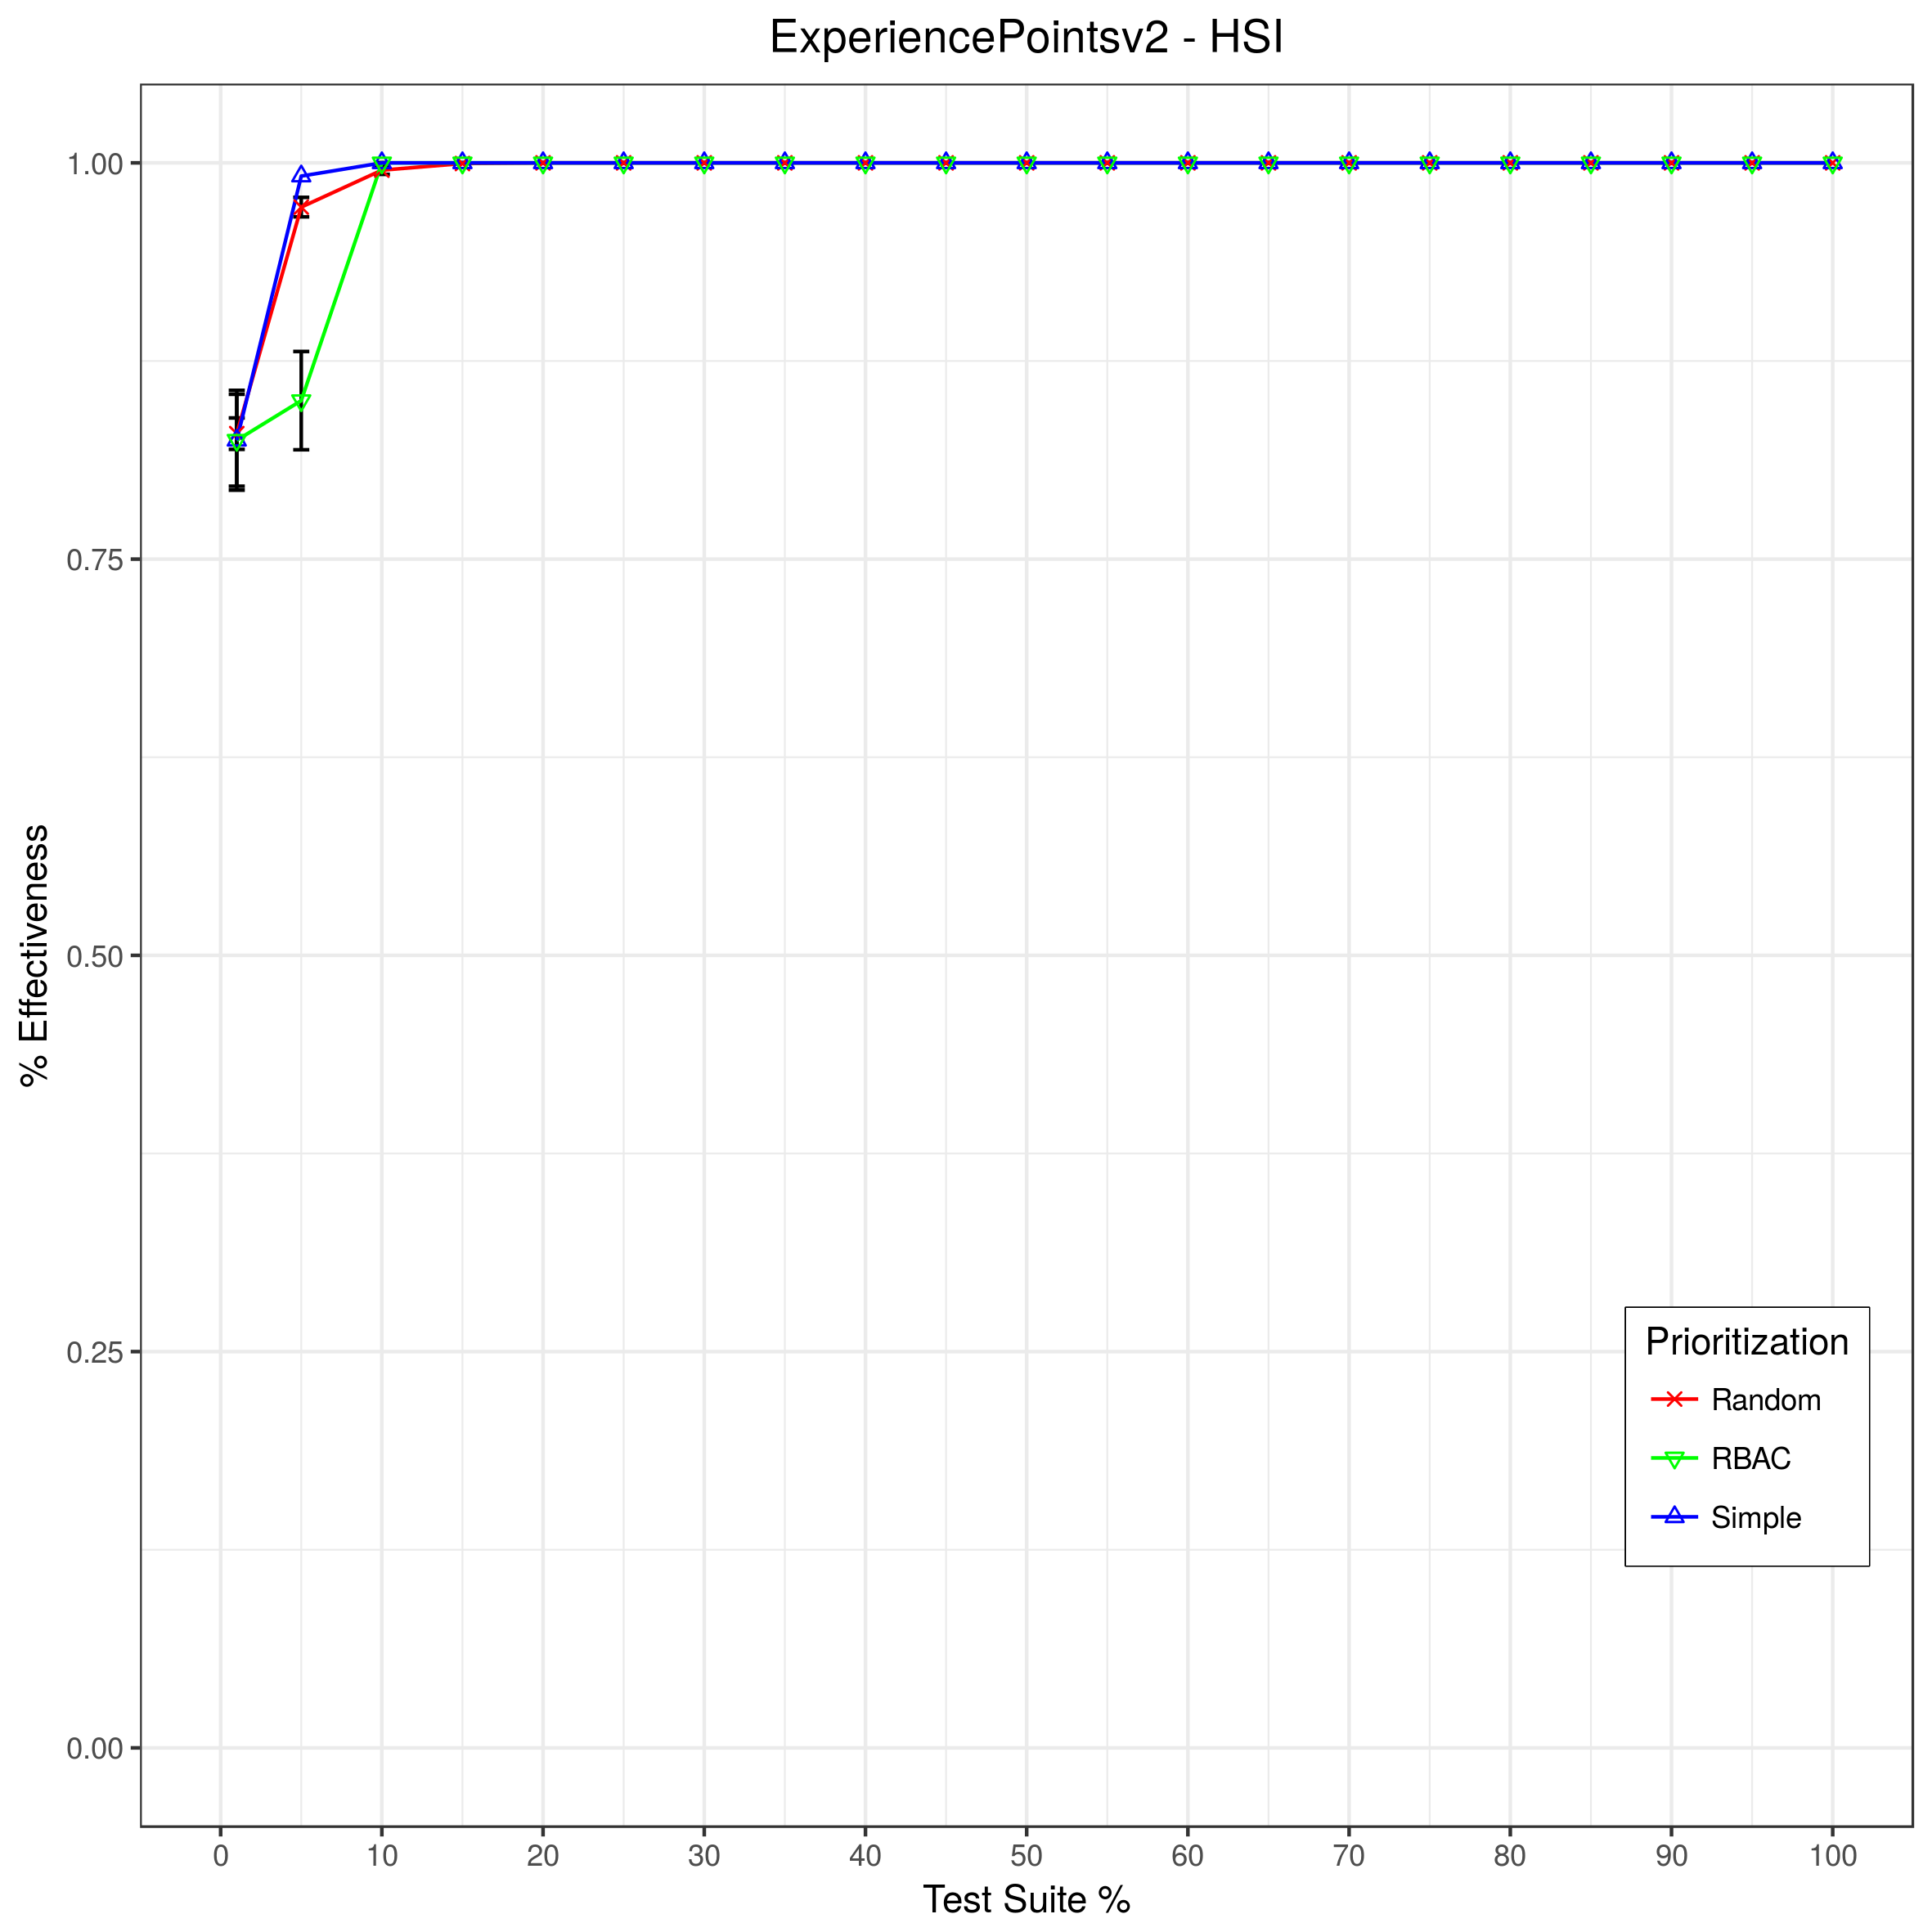 ExperiencePointsv2 - HSI
% Effectiveness
1.00
0.75
0.50
0.25
0.00
Prioritization
Random
RBAC
Simple
0 10 20 30 40 50 60 70 80 90 100
Test Suite %